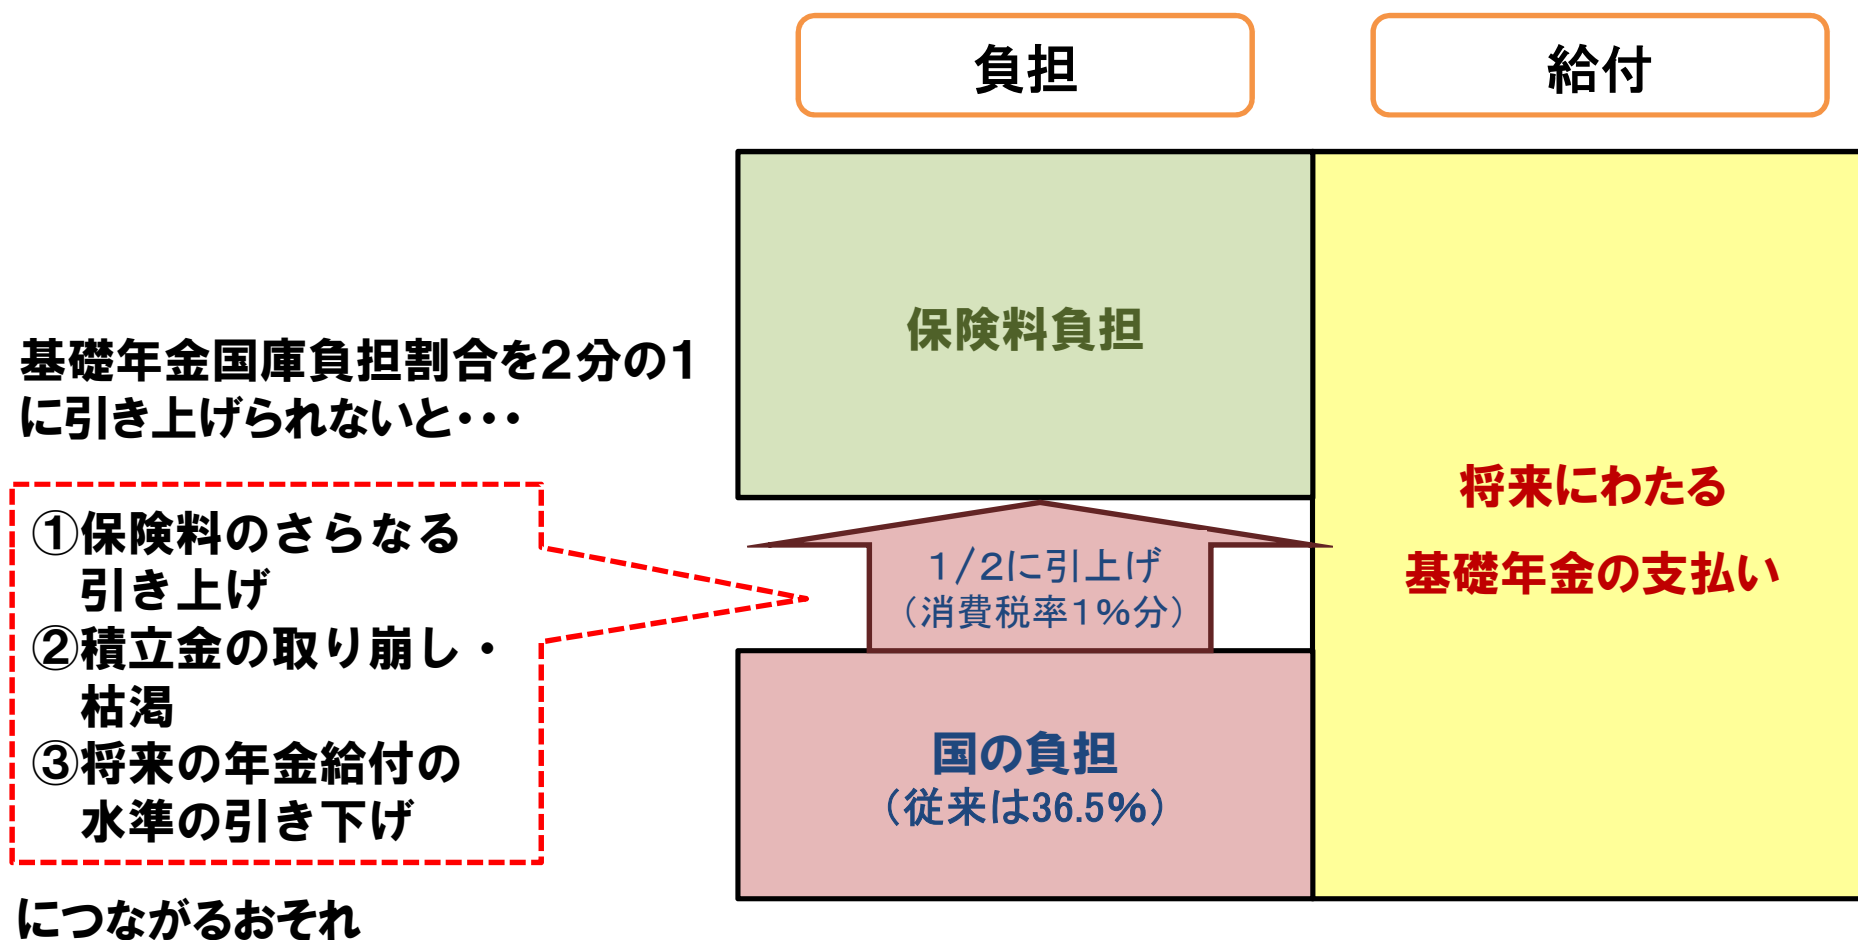 負担
給付
保険料負担
基礎年金国庫負担割合を2分の1
に引き上げられないと・・・
①保険料のさらなる
引き上げ
②積立金の取り崩し・
枯渇
③将来の年金給付の
水準の引き下げ
につながるおそれ
1/2に引上げ
（消費税率1%分）
国の負担
（従来は36.5%）
将来にわたる
基礎年金の支払い